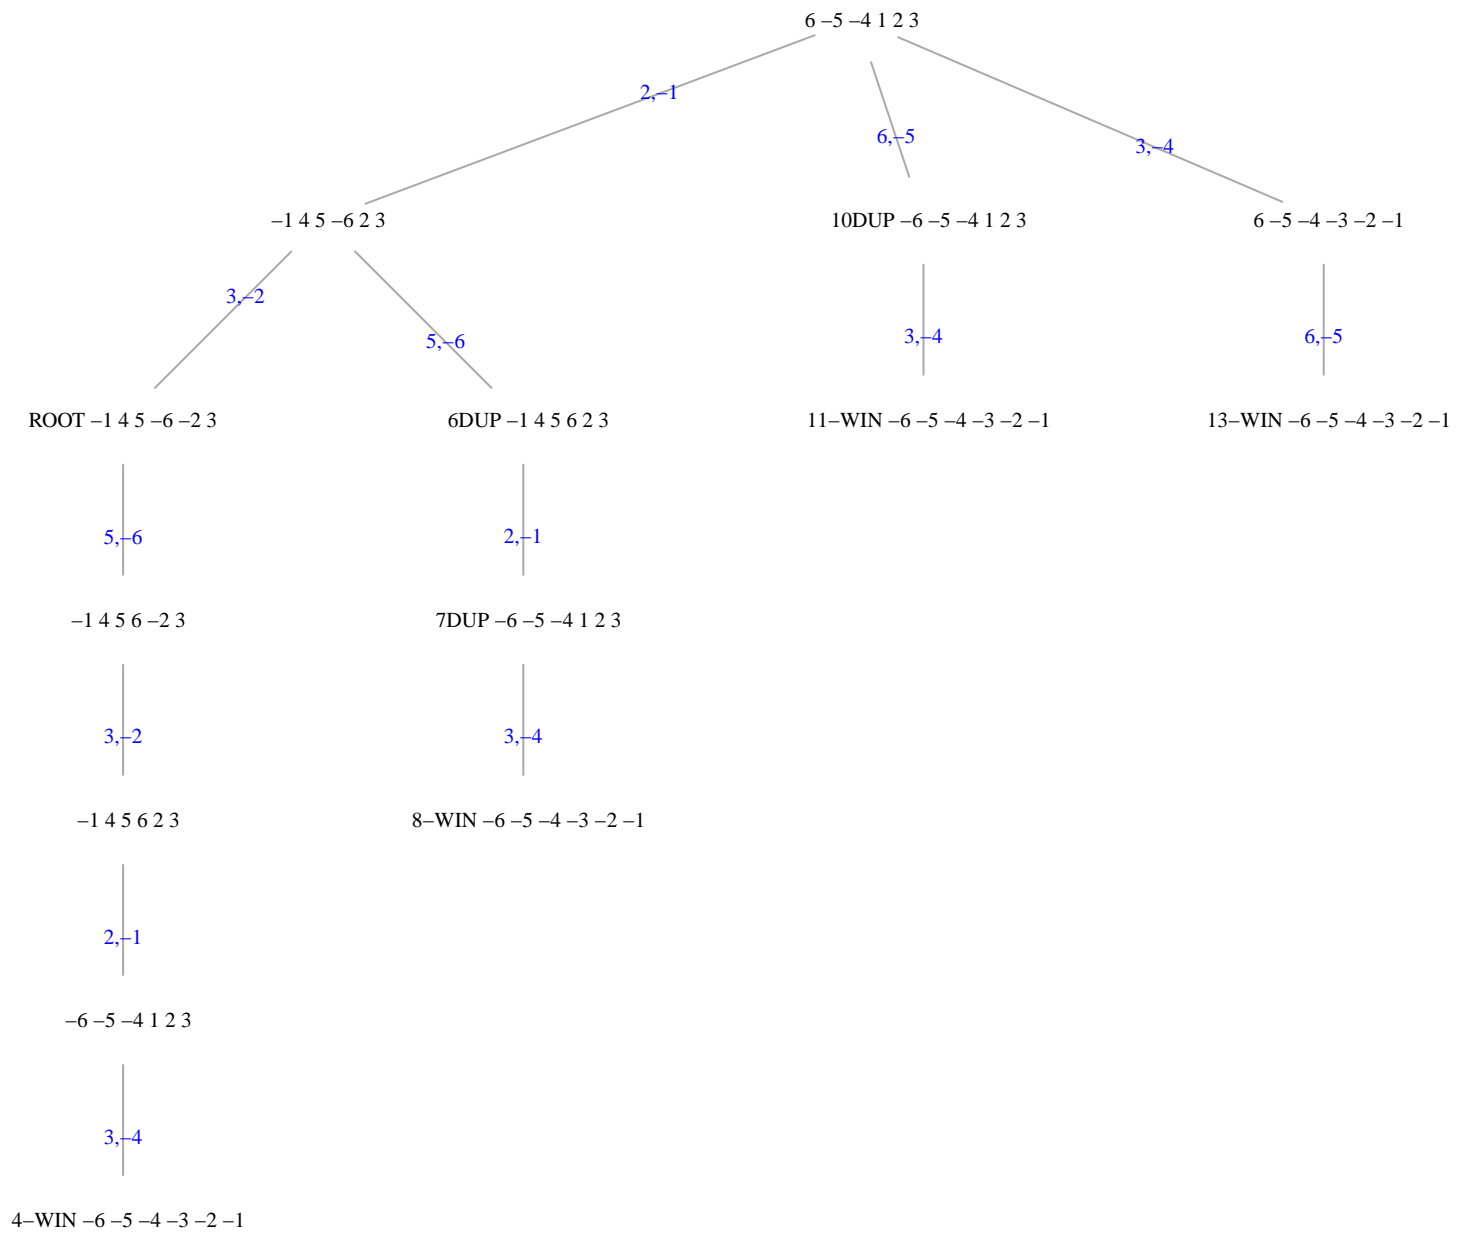 6 –5 –4 1 2 3
2,–1
6,–5
3,–4
–1 4 5 –6 2 3
10DUP –6 –5 –4 1 2 3
6 –5 –4 –3 –2 –1
3,–2
5,–6
3,–4
6,–5
ROOT –1 4 5 –6 –2 3
6DUP –1 4 5 6 2 3
11–WIN –6 –5 –4 –3 –2 –1
13–WIN –6 –5 –4 –3 –2 –1
5,–6
2,–1
–1 4 5 6 –2 3
7DUP –6 –5 –4 1 2 3
3,–2
3,–4
–1 4 5 6 2 3
8–WIN –6 –5 –4 –3 –2 –1
2,–1
–6 –5 –4 1 2 3
3,–4
4–WIN –6 –5 –4 –3 –2 –1